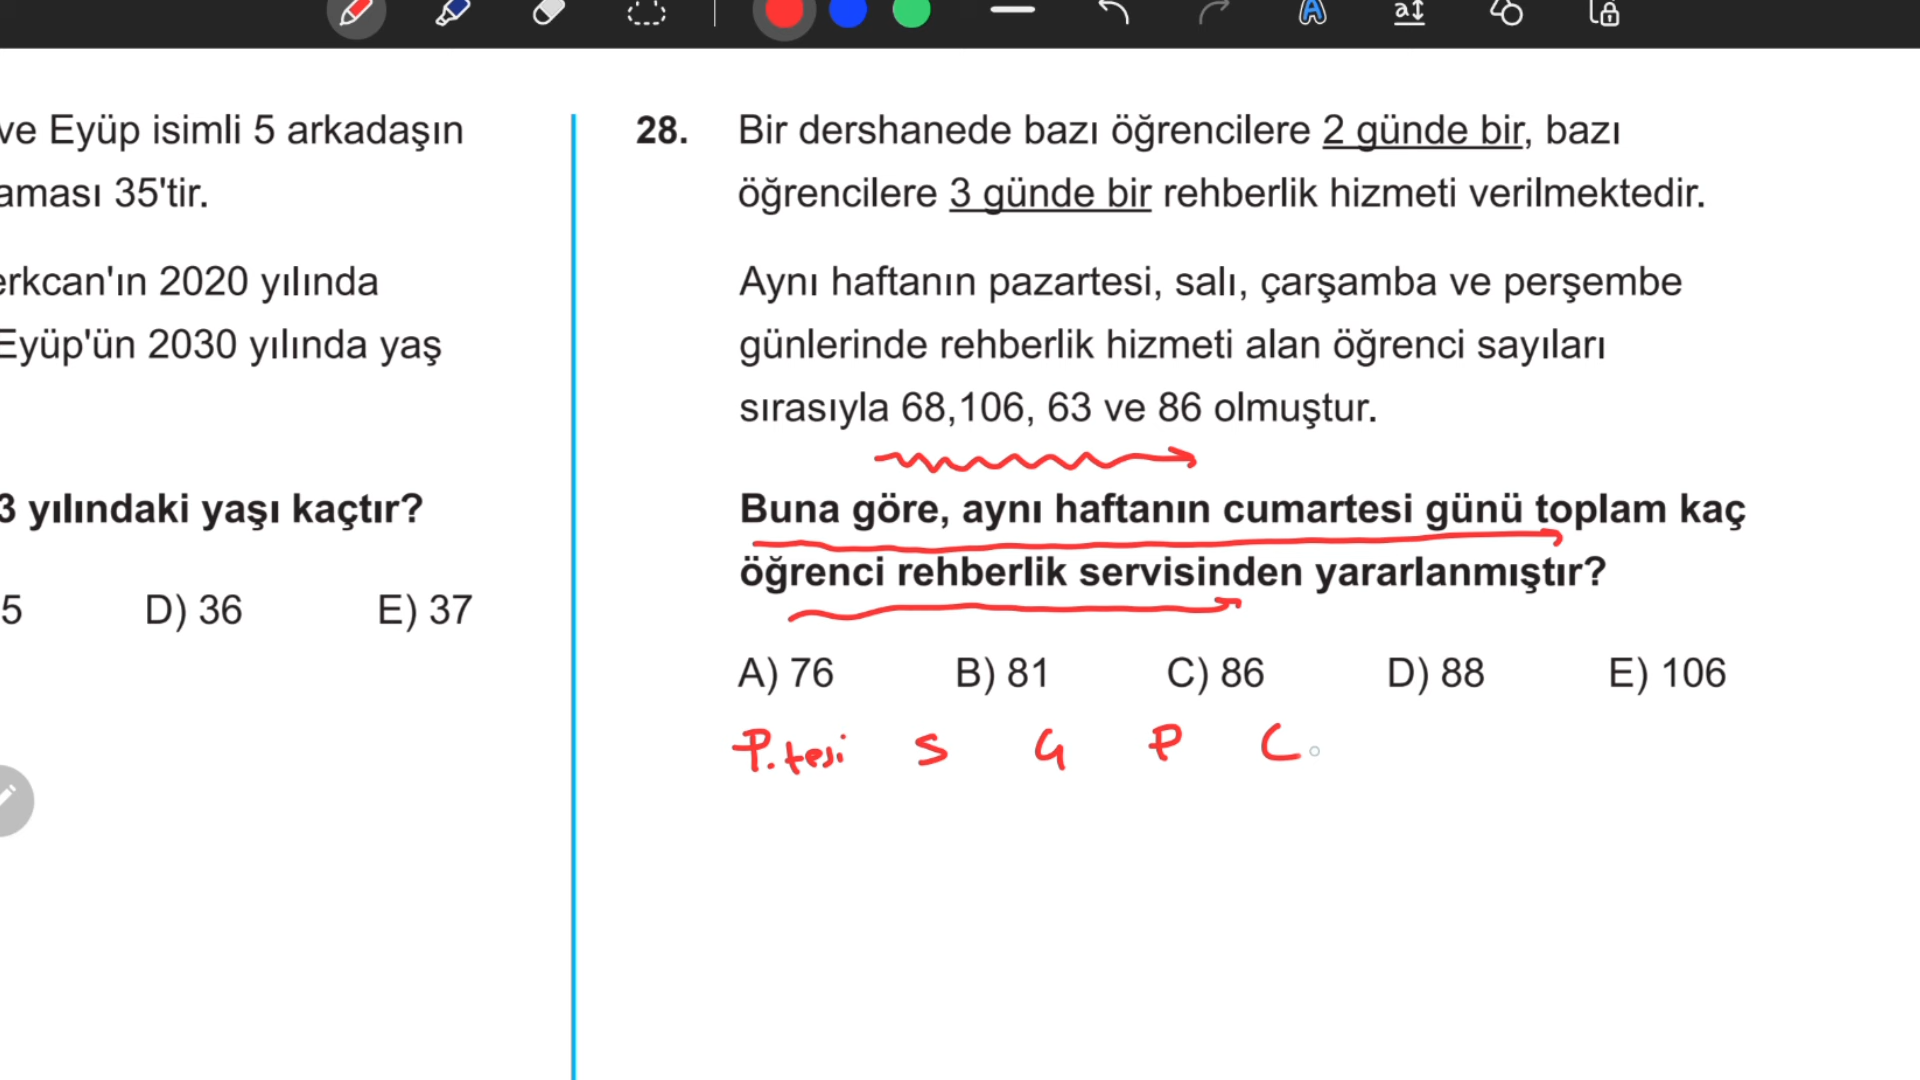 ve Eyüp isimli 5 arkadaşın
aması 35'tir.
erkcan'ın 2020 yılında
Eyüp'ün 2030 yılında yaş
3 yılındaki yaşı kaçtır?
5 D) 36 E) 37
28. Bir dershanede bazı öğrencilere 2 günde bir, bazı
öğrencilere 3 günde bir rehberlik hizmeti verilmektedir.
Aynı haftanın pazartesi, salı, çarşamba ve perşembe
günlerinde rehberlik hizmeti alan öğrenci sayıları
sırasıyla 68,106, 63 ve 86 olmuştur.
Buna göre, aynı haftanın cumartesi günü toplam kaç
öğrenci rehberlik servisinden yararlanmıştır?
A) 76 B) 81 C) 86 D) 88 E) 106
P.tesi S Ç P C